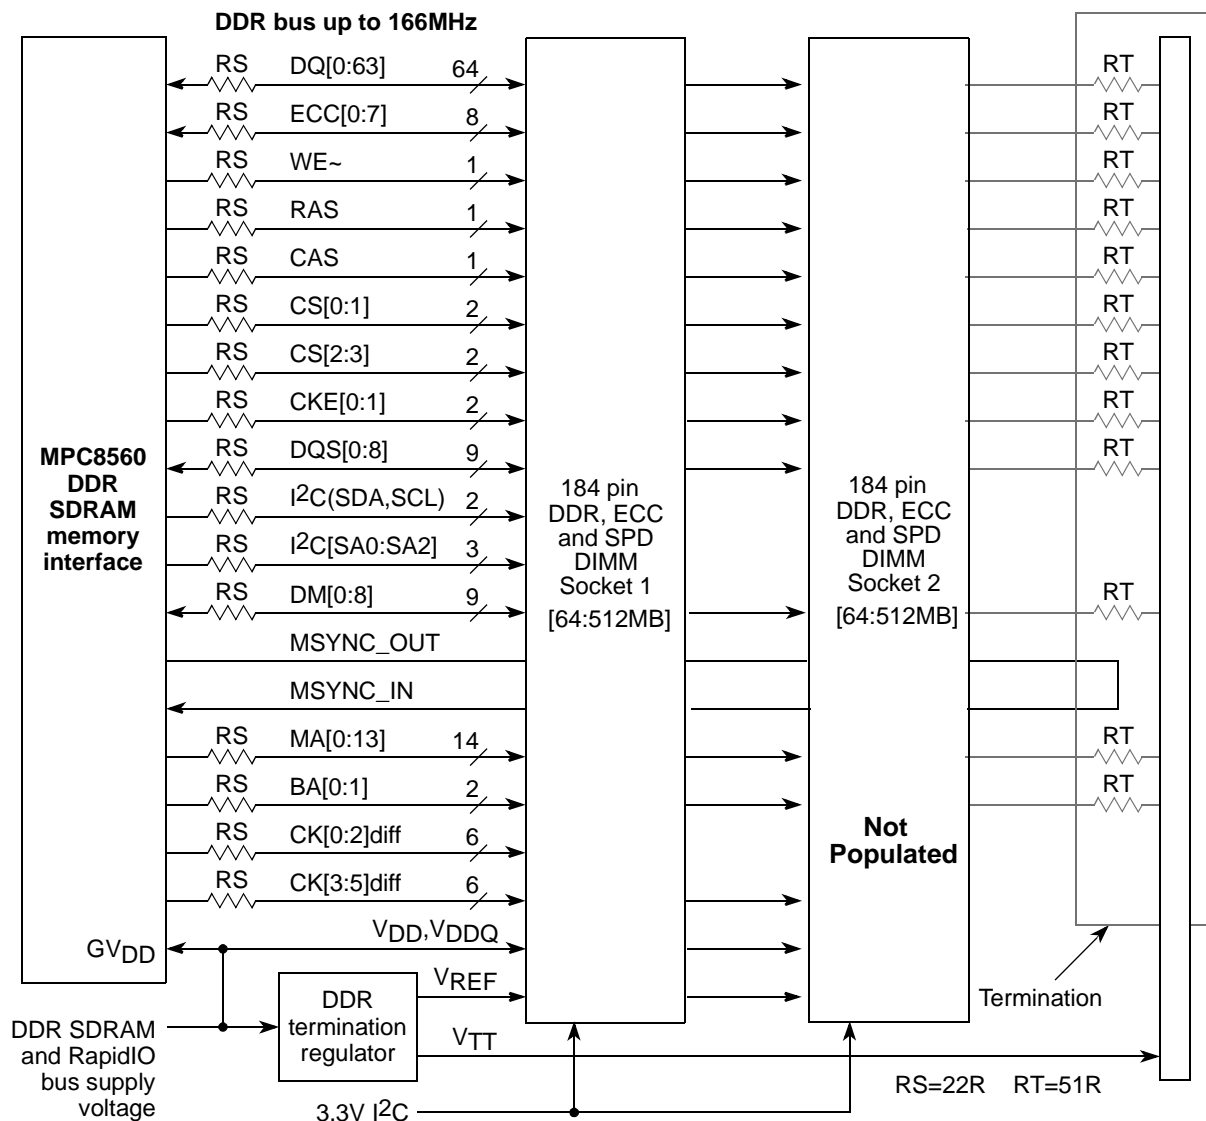 DDR bus up to 166MHz
RS DQ[0:63] 64 RT
RS ECC[0:7] 8 RT
RS WE~ 1 RT
RS RAS 1 RT
RS CAS 1 RT
RS CS[0:1] 2 RT
RS CS[2:3] 2 RT
RS CKE[0:1] 2 RT
RS DQS[0:8] 9 RT
RS I2C(SDA,SCL) 2
RS I2C[SA0:SA2] 3
RS DM[0:8] 9 RT
MSYNC_OUT
MSYNC_IN
RS MA[0:13] 14 RT
RS BA[0:1] 2 RT
RS CK[0:2]diff 6
RS CK[3:5]diff 6
MPC8560
DDR
SDRAM
memory
interface
184 pin
DDR, ECC
and SPD
DIMM
Socket 1
[64:512MB]
184 pin
DDR, ECC
and SPD
DIMM
Socket 2
[64:512MB]
Not
Populated
GVDD
VDD,VDDQ
VREF
VTT
DDR
termination
regulator
DDR SDRAM
and RapidIO
bus supply
voltage
3.3V I2C
Termination
RS=22R RT=51R